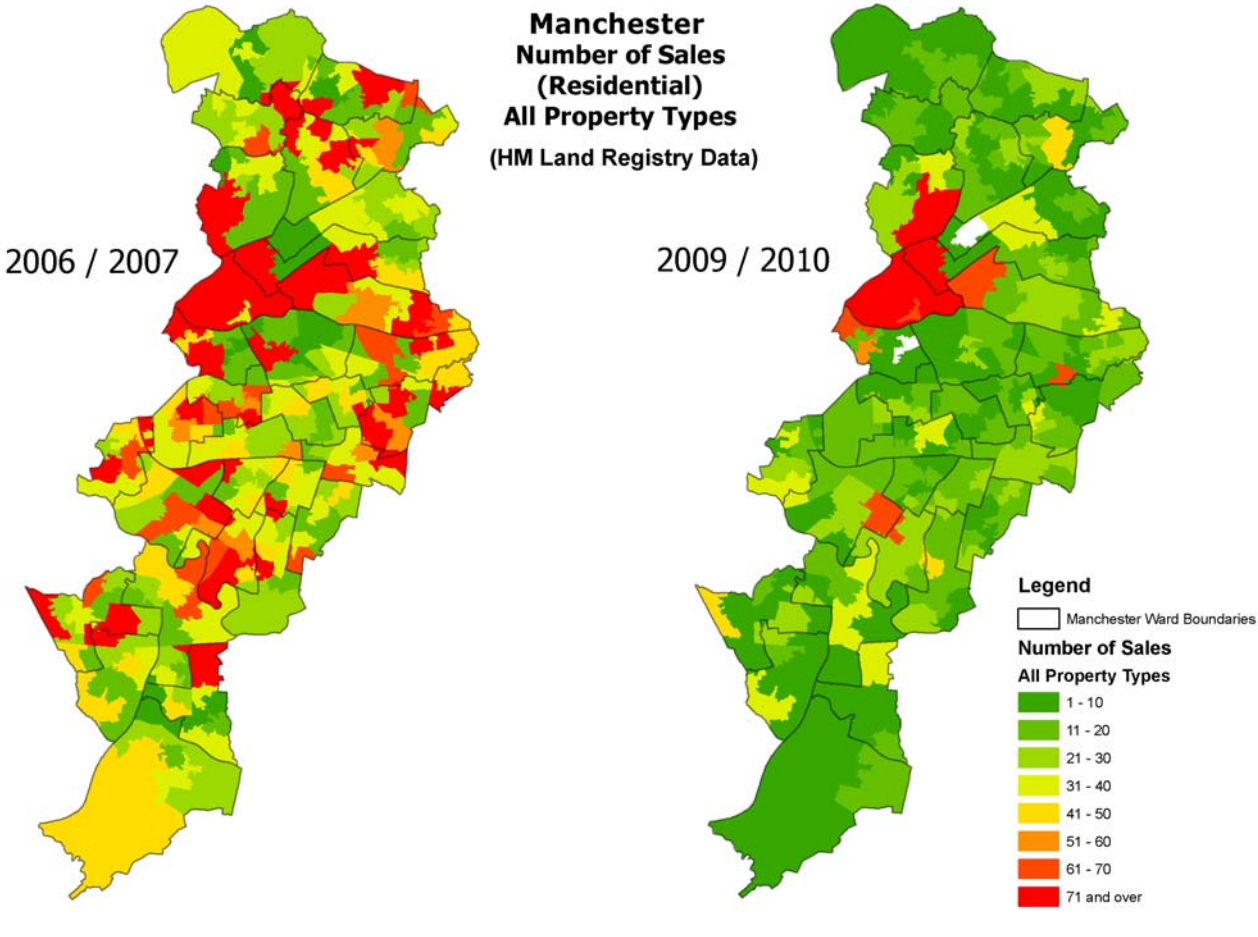 Manchester
Number of Sales
(Residential)
All Property Types
(HM Land Registry Data)
2006 / 2007
2009 / 2010
Legend
Manchester Ward Boundaries
Number of Sales
All Property Types
1 - 10
11 - 20
21 - 30
31 - 40
41 - 50
51 - 60
61 - 70
71 and over